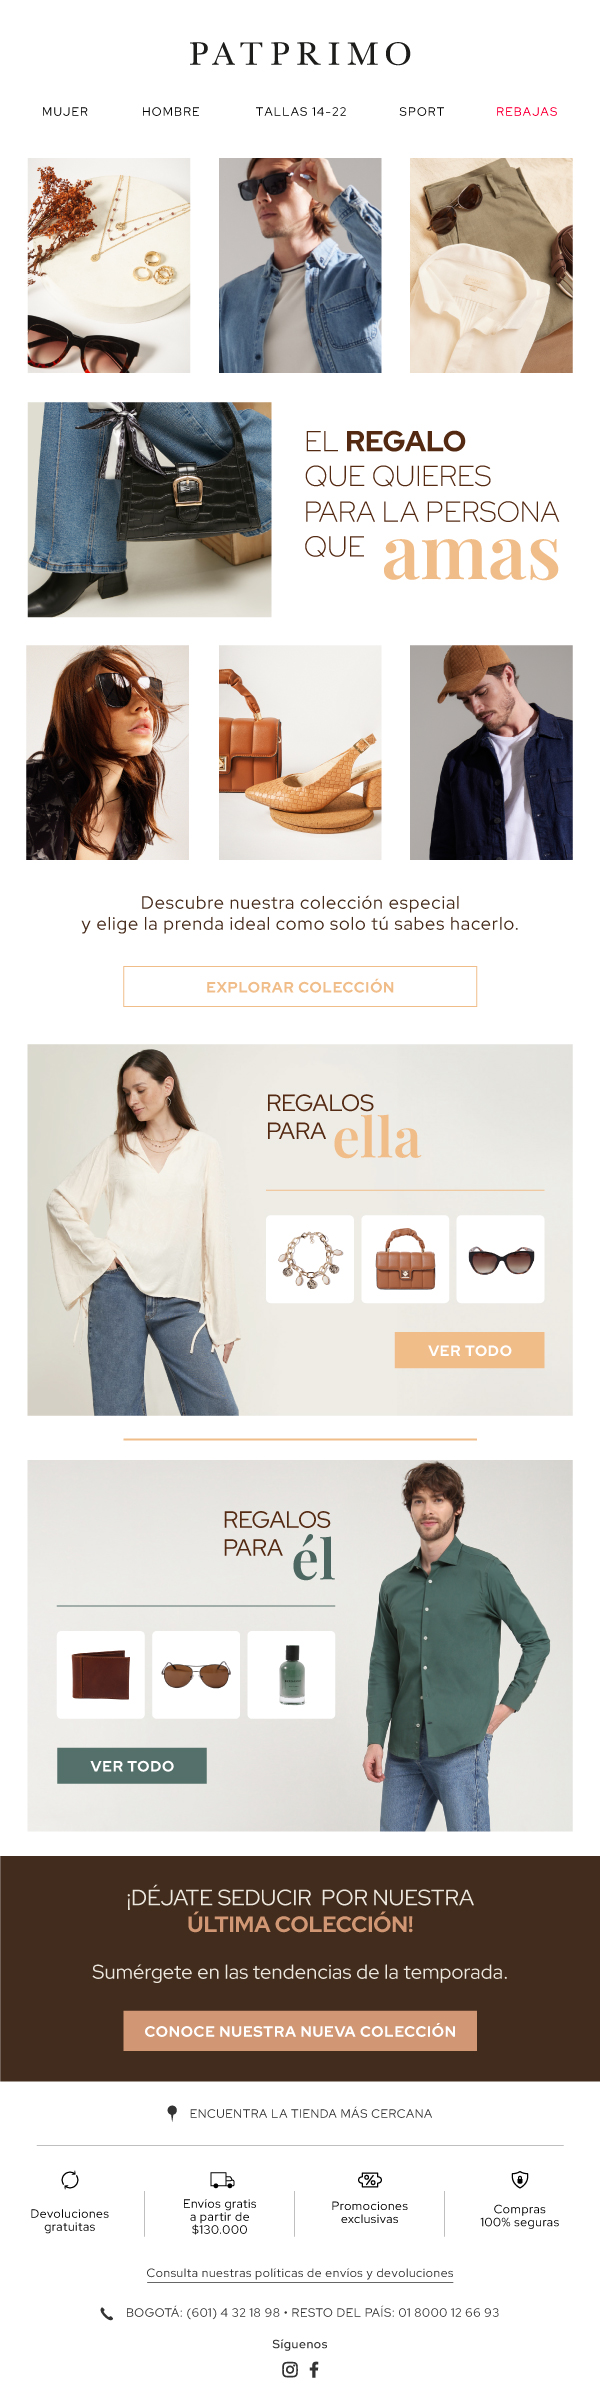 PATPRIMO
MUJER HOMBRE TALLAS 14-22 SPORT REBAJAS
EL REGALO
QUE QUIERES
PARA LA PERSONA
QUE amas
Descubre nuestra colección especial
y elige la prenda ideal como solo tú sabes hacerlo.
EXPLORAR COLECCIÓN
REGALOS
PARA ella
VER TODO
REGALOS
PARA él
VER TODO
¡DÉJATE SEDUCIR POR NUESTRA
ÚLTIMA COLECCIÓN!
Sumérgete en las tendencias de la temporada.
CONOCE NUESTRA NUEVA COLECCIÓN
ENCUENTRA LA TIENDA MÁS CERCANA
Devoluciones
gratuitas
Envíos gratis
a partir de
$130.000
Promociones
exclusivas
Compras
100% seguras
Consulta nuestras políticas de envíos y devoluciones
BOGOTÁ: (601) 4 32 18 98 • RESTO DEL PAÍS: 01 8000 12 66 93
Síguenos